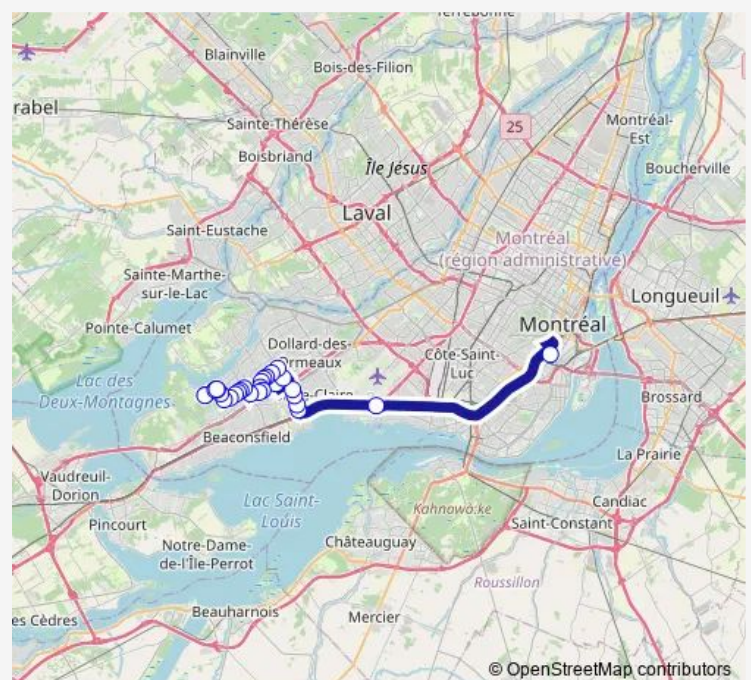 Terrebonne
Blainville
Bois-des-Filion
rabel
Sainte-Thérèse
25
Montréal-
Est
Boisbriand
Île Jésus
Boucherville
Laval
Saint-Eustache
Montréal
(région administrative)
Sainte-Marthe-
sur-le-Lac
Longueuil
Pointe-Calumet
Montréal
Dollard-des-
Ormeaux
Côte-Saint-
Luc
Lac des
Deux-Montagnes
e-Claire
Brossard
Beaconsfield
La Prairie
Vaudreuil-
Dorion
Lac Saint-
Louis
Kahnawá:ke
Candiac
Pincourt
Saint-Constant
Notre-Dame-
de-l'Île-Perrot
Châteauguay
Roussillon
Beauharnois
Mercier
es Cèdres
© OpenStreetMap contributors